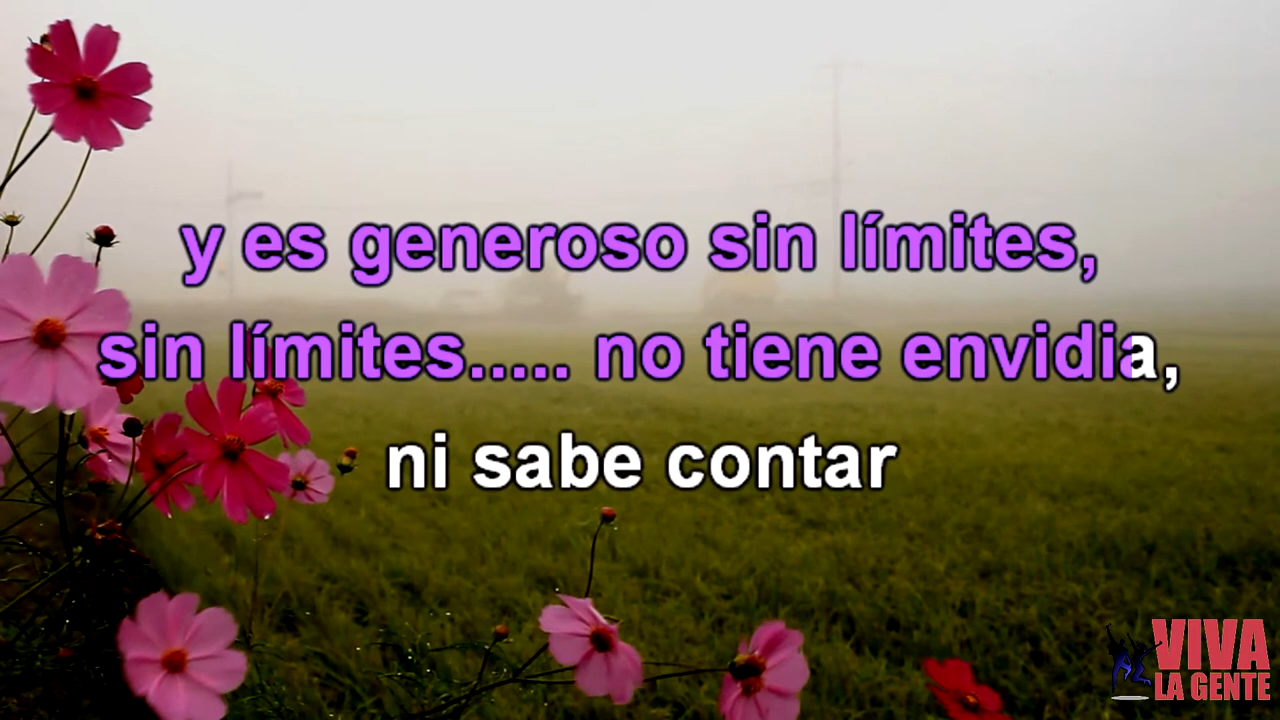 y es generoso sin límites,
sin límites..... no tiene envidia,
ni sabe contar
VIVA
LA GENTE